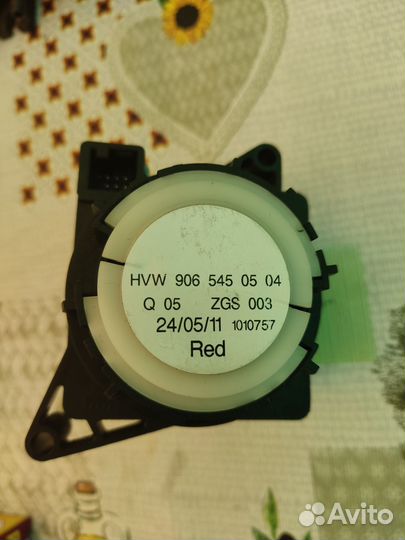 HVW 906 545 05 04
Q 05 ZGS 003
24/05/11 1010757
Red
Avito